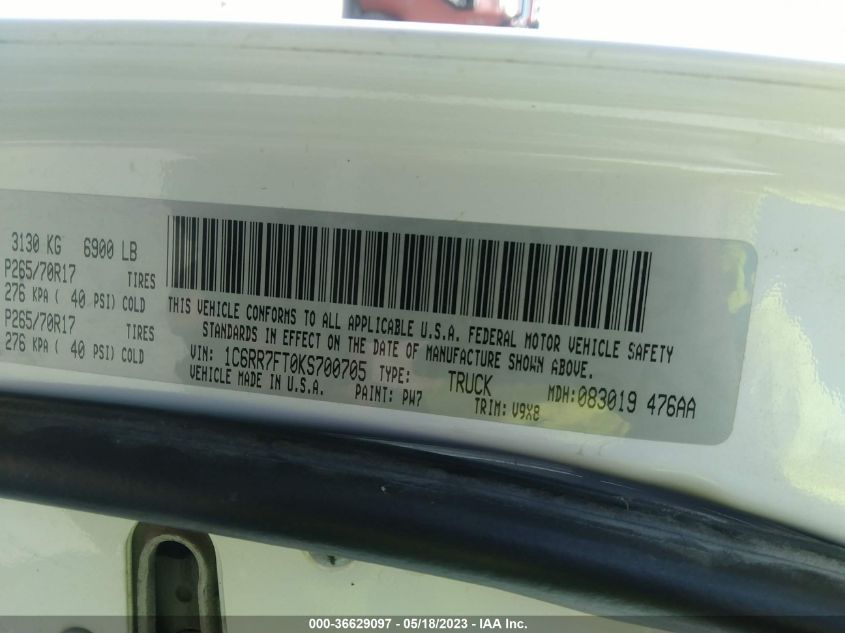 3130 KG 6900 LB
P265/70R17 TIRES
276 KPA ( 40 PSI) COLD
P265/70R17 TIRES
276 KPA ( 40 PSI) COLD
THIS VEHICLE CONFORMS TO ALL APPLICABLE U.S.A. FEDERAL MOTOR VEHICLE SAFETY
STANDARDS IN EFFECT ON THE DATE OF MANUFACTURE SHOWN ABOVE.
VIN: 1C6RR7FT0KS700705 TYPE: TRUCK MDH: 083019 476AA
VEHICLE MADE IN U.S.A. PAINT: PW7 TRIM: V9X8
000-36629097 - 05/18/2023 - IAA Inc.